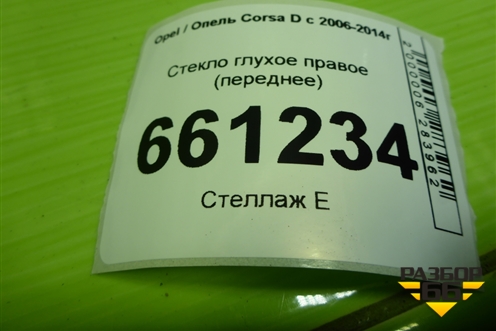 Opel / Опель Corsa D с 2006-2014г
Стекло глухое правое
(переднее)
661234
Стеллаж Е
2000006283962
РАЗБОР
66